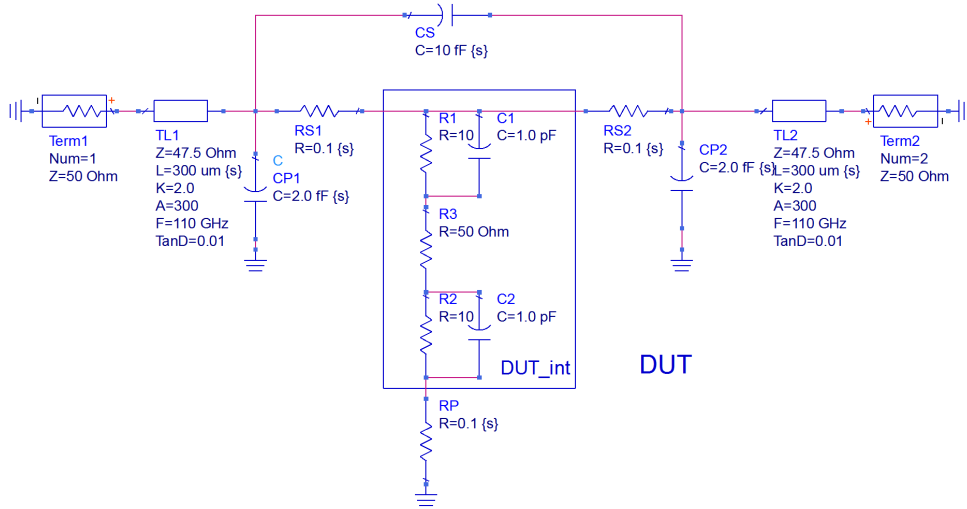 CS
C=10 fF {s}
Term1
Num=1
Z=50 Ohm
TL1
Z=47.5 Ohm
L=300 um {s}
K=2.0
A=300
F=110 GHz
TanD=0.01
C
CP1
C=2.0 fF {s}
RS1
R=0.1 {s}
R1
R=10
C1
C=1.0 pF
R3
R=50 Ohm
R2
R=10
C2
C=1.0 pF
DUT_int
RP
R=0.1 {s}
RS2
R=0.1 {s}
CP2
C=2.0 fF {s}
DUT
TL2
Z=47.5 Ohm
L=300 um {s}
K=2.0
A=300
F=110 GHz
TanD=0.01
Term2
Num=2
Z=50 Ohm